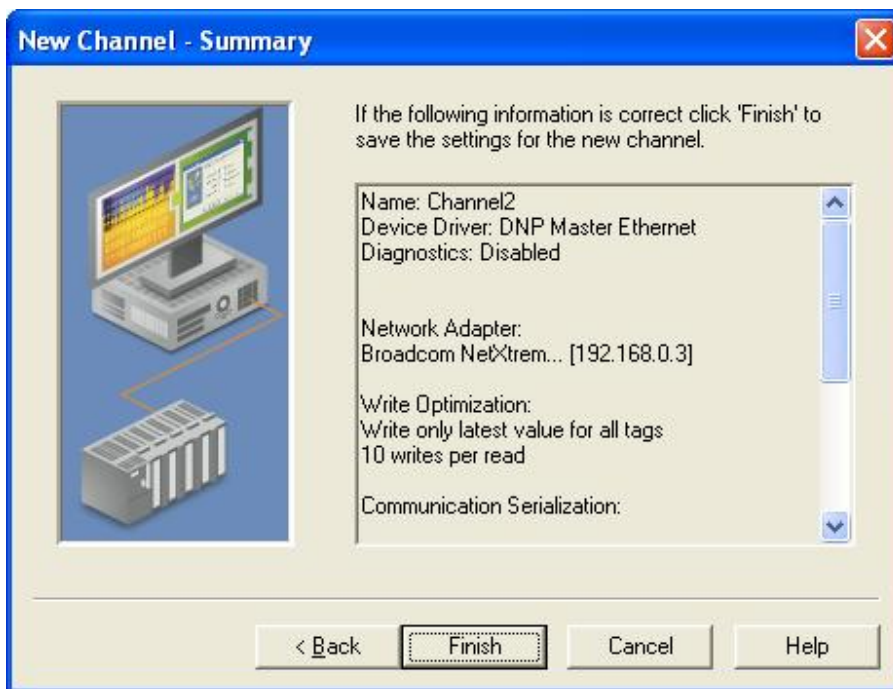 New Channel - Summary
If the following information is correct click 'Finish' to
save the settings for the new channel.
Name: Channel2
Device Driver: DNP Master Ethernet
Diagnostics: Disabled
Network Adapter:
Broadcom NetXtrem... [192.168.0.3]
Write Optimization:
Write only latest value for all tags
10 writes per read
Communication Serialization:
< Back
Finish
Cancel
Help